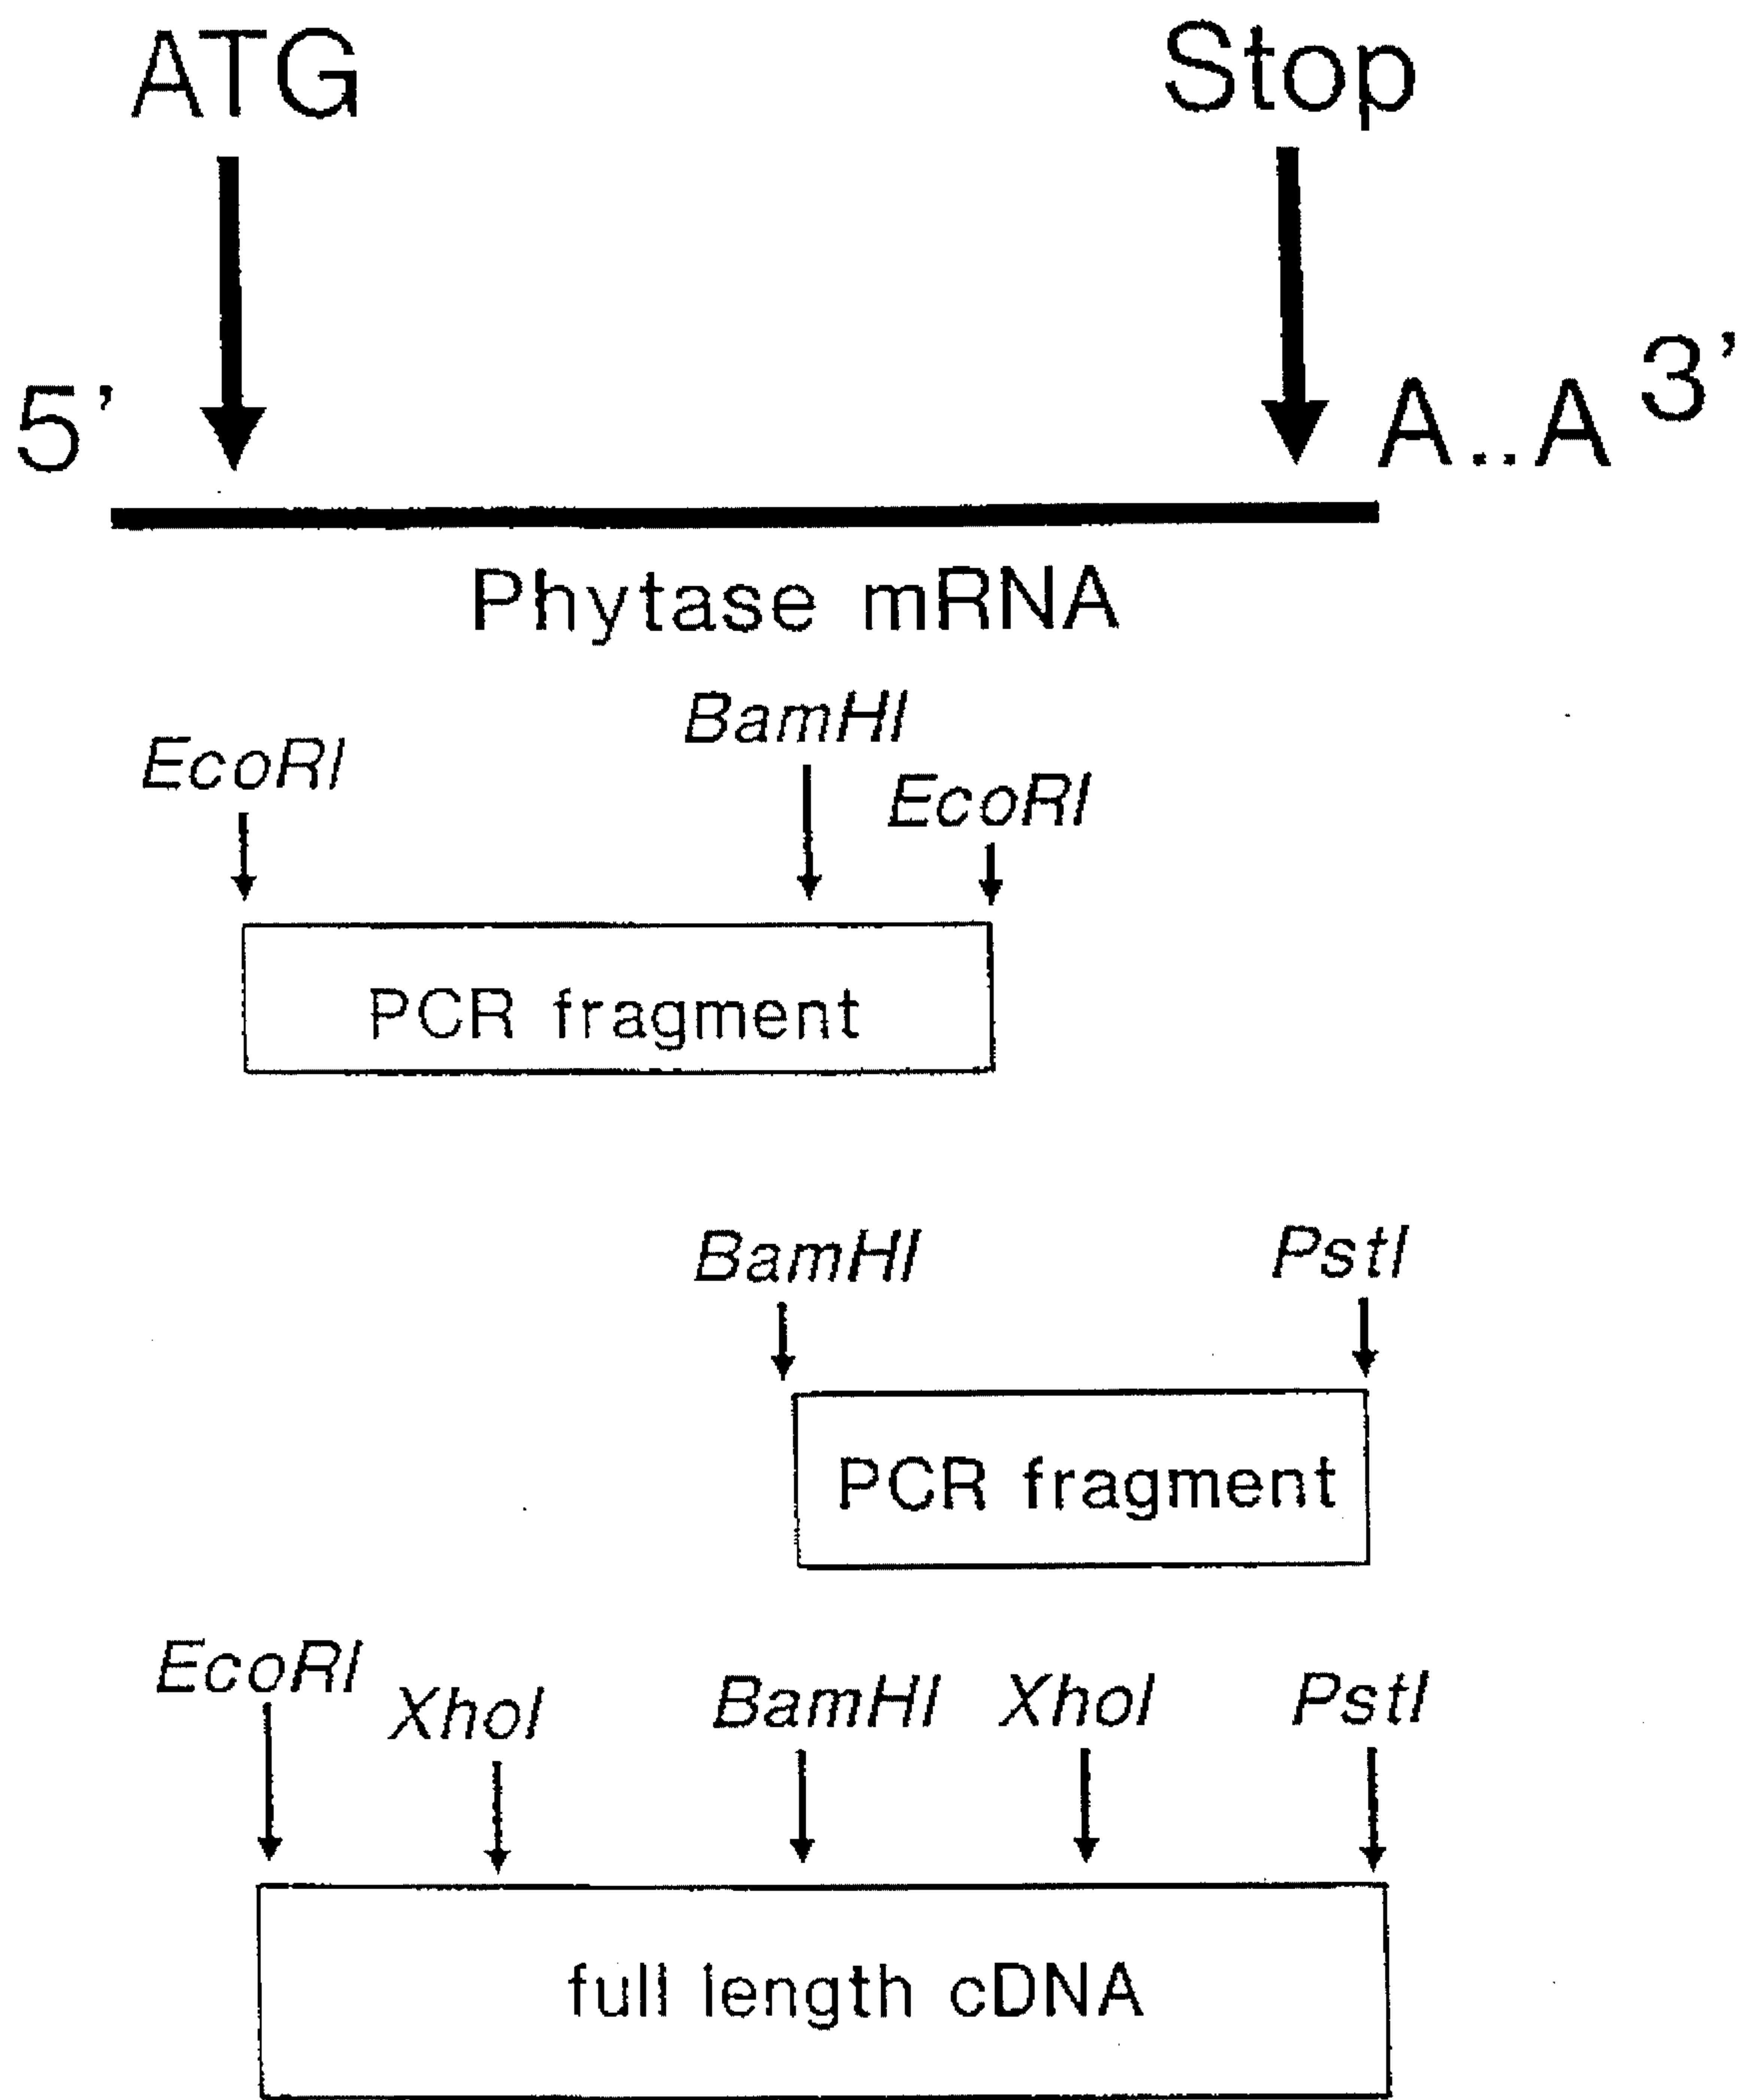 ATG Stop
5' A..A 3'
Phytase mRNA
EcoRI BamHI EcoRI
PCR fragment
BamHI PstI
PCR fragment
EcoRI XhoI BamHI XhoI PstI
full length cDNA